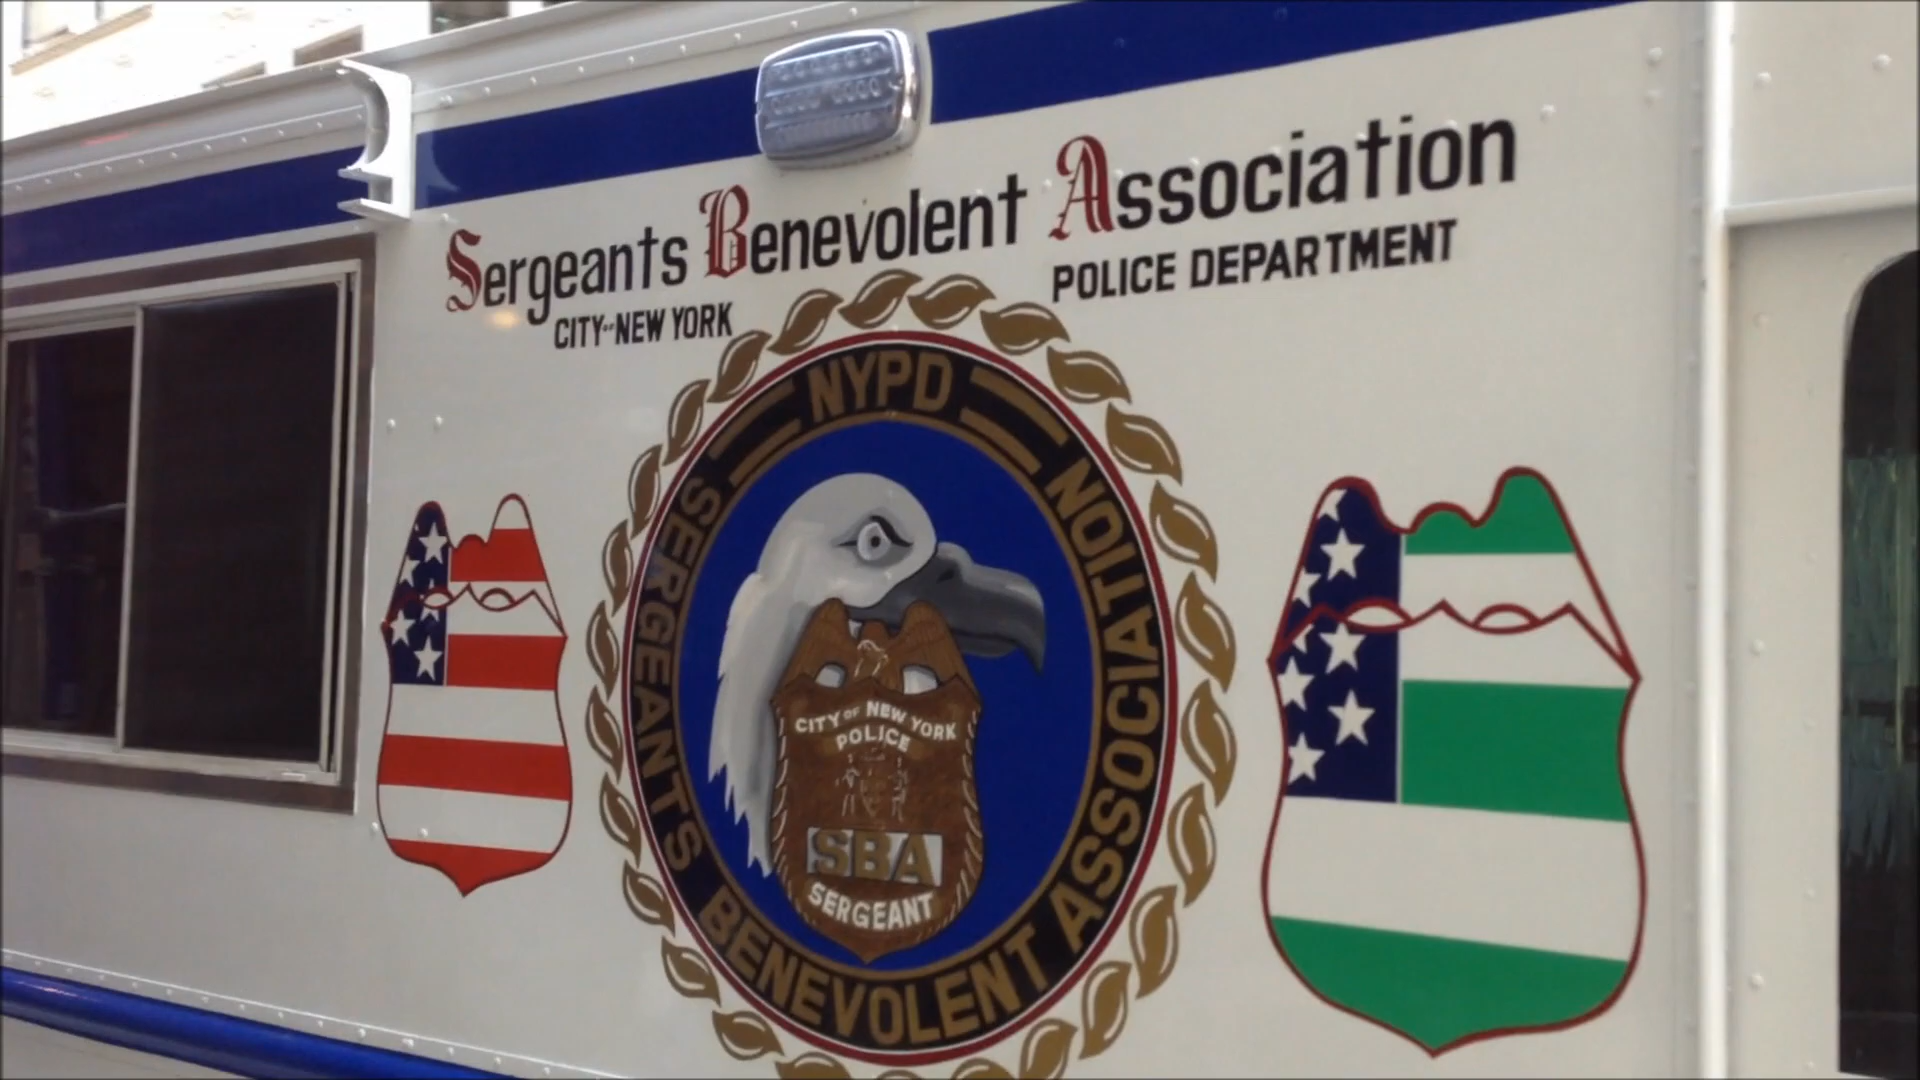 Sergeants Benevolent Association
CITY OF NEW YORK
POLICE DEPARTMENT
NYPD
SERGEANTS BENEVOLENT ASSOCIATION
CITY OF NEW YORK
POLICE
SBA
SERGEANT